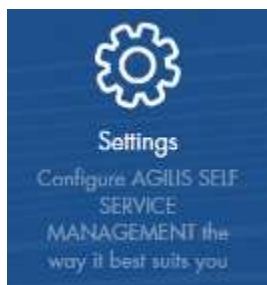 Settings
Configure AGILIS SELF
SERVICE
MANAGEMENT the
way it best suits you